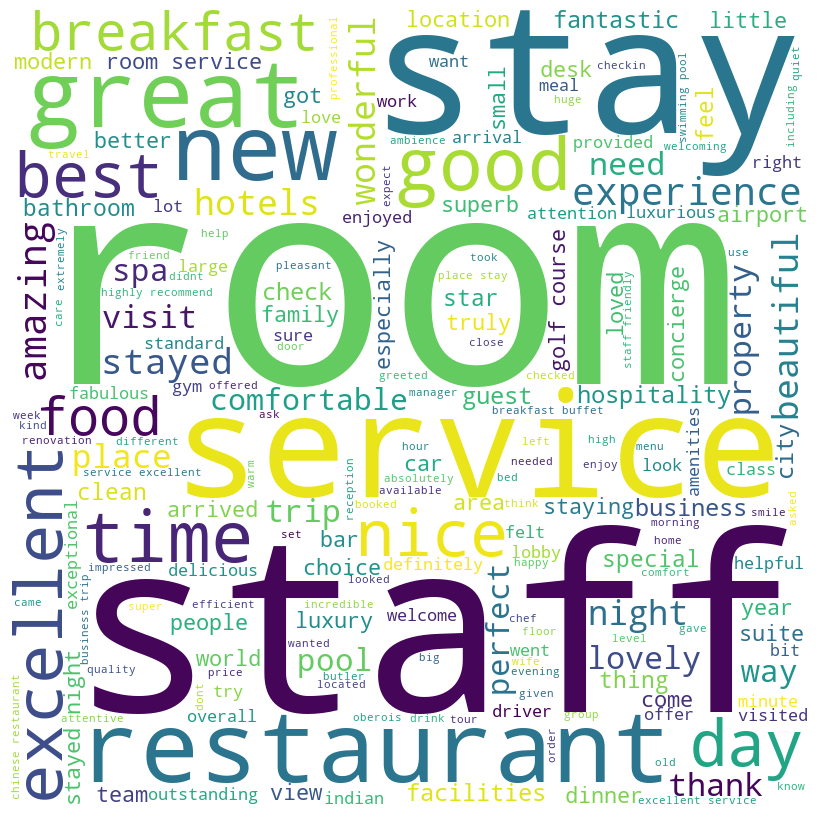 breakfast
great
stay
location
fantastic
little
modern
room service
professional
wonderful
want
desk
checkin
swimming pool
including
quiet
got
love
work
small
meal
huge
feel
new
better
ambience
arrival
provided
welcoming
right
travel
best
good
need
experience
bathroom
lot
hotels
enjoyed
superb
attention
luxurious
airport
room
amazing
care
extremely
friend
help
didnt
spa
large
pleasant
especially
took
place stay
golf course
loved
staff friendly
concierge
use
property
beautiful
highly recommend
check
family
star
visit
sure
truly
close
standard
door
stayed
gym
offered
greeted
checked
fabulous
comfortable
manager
guest
hospitality
week
kind
food
ask
breakfast buffet
renovation
different
service
hour
left
high
menu
city
place
service excellent
warm
car
needed
enjoy
amenities
look
class
absolutely
available
bed
clean
reception
booked
area
think
staying
business
asked
excellent
arrived
trip
morning
smile
time
set
bar
nice
felt
home
exceptional
lobby
special
helpful
impressed
delicious
looked
choice
definitely
happy
comfort
came
business trip
super
efficient
incredible
perfect
chef
night
gave
year
people
luxury
welcome
wanted
floor
level
suite
staff
went
lovely
bit
world
pool
big
wife
evening
way
quality
price
located
thing
try
butler
given
come
minute
dont
stayed night
attentive
overall
oberois
drink
tour
driver
group
offer
visited
chinese restaurant
restaurant
order
day
old
thank
know
team
outstanding
view
indian
facilities
dinner
excellent service